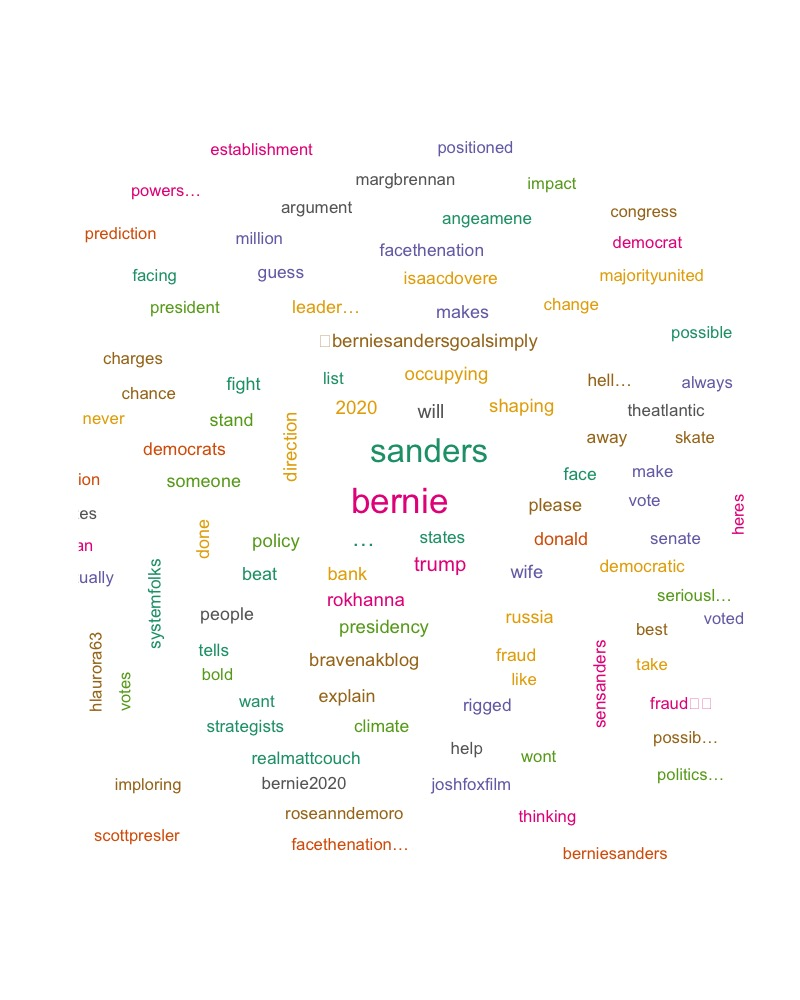 establishment
positioned
margbrennan
powers…
impact
argument
congress
angeamene
prediction
million
democrat
facethenation
facing
guess
isaacdovere
majorityunited
president
leader…
makes
change
possible
□berniesandersgoalsimply
charges
chance
fight
list
occupying
hell…
always
never
stand
2020
will
shaping
theatlantic
direction
away
skate
democrats
sanders
ion
someone
face
make
es
bernie
please
vote
heres
an
done
policy
…
states
donald
senate
ually
systemfolks
beat
bank
trump
wife
democratic
people
rokhanna
seriousl…
presidency
russia
voted
best
hlaurora63
votes
tells
bold
bravenakblog
fraud
like
sensanders
take
want
explain
rigged
fraud□□
strategists
climate
help
wont
possib…
realmattcouch
politics…
imploring
bernie2020
joshfoxfilm
roseanndemoro
thinking
scottpresler
facethenation…
berniesanders